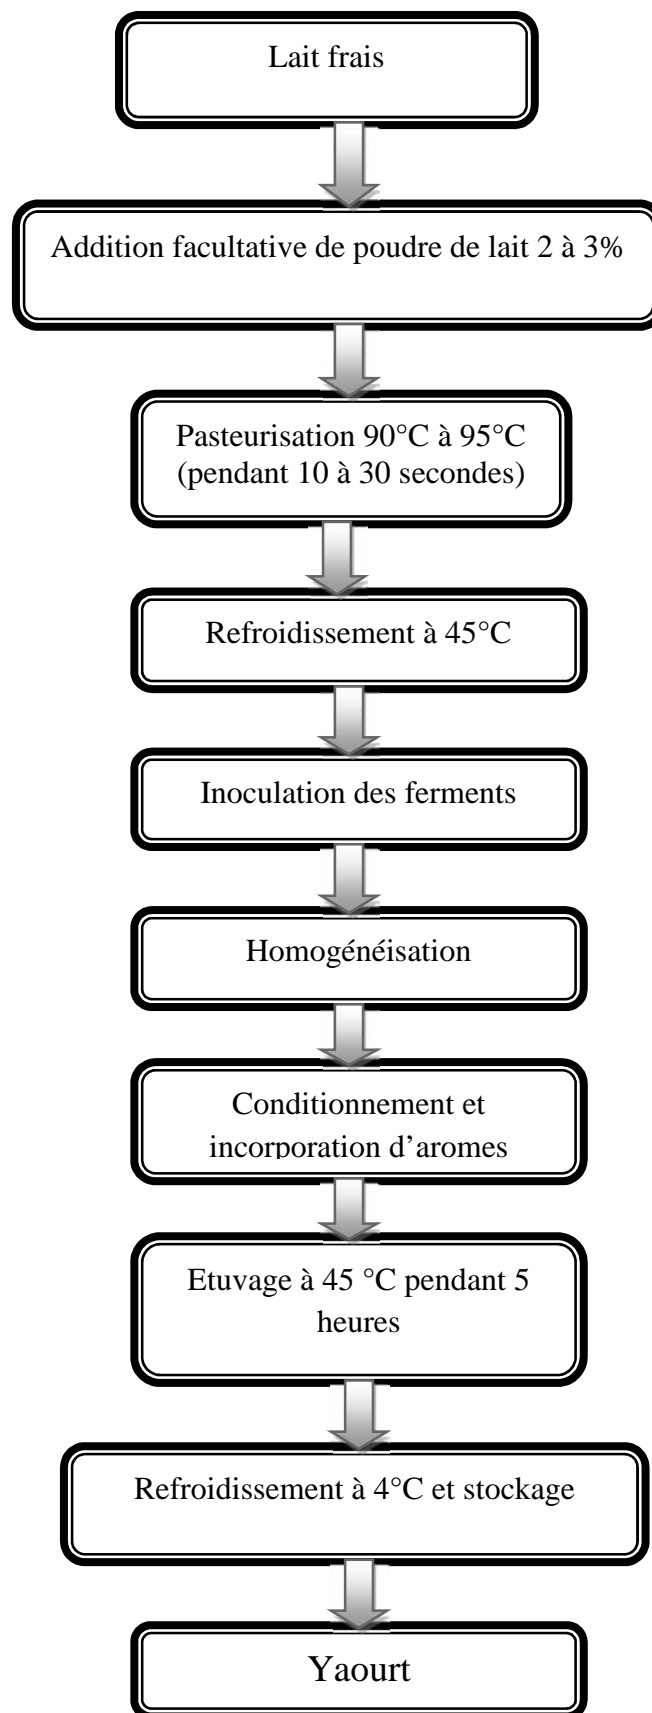 Lait frais
Addition facultative de poudre de lait 2 à 3%
Pasteurisation 90°C à 95°C
(pendant 10 à 30 secondes)
Refroidissement à 45°C
Inoculation des ferments
Homogénéisation
Conditionnement et
incorporation d’aromes
Etuvage à 45 °C pendant 5
heures
Refroidissement à 4°C et stockage
Yaourt